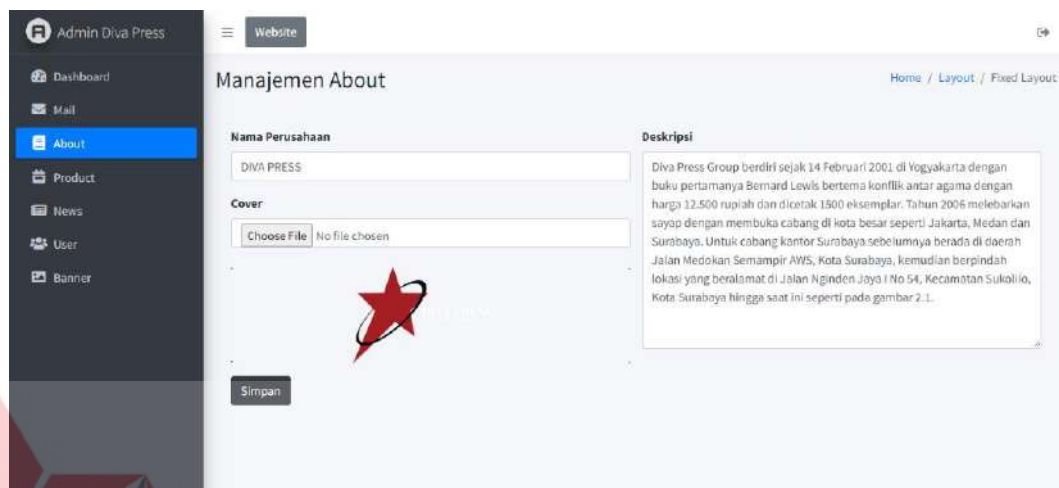 Admin Diva Press
Website
Dashboard
Mail
About
Product
News
User
Banner
Manajemen About
Home / Layout / Fixed Layout
Nama Perusahaan
DIVA PRESS
Cover
Choose File No file chosen
Simpan
Deskripsi
Diva Press Group berdiri sejak 14 Februari 2001 di Yogyakarta dengan
buku pertamanya Bernard Lewis bertema konflik antar agama dengan
harga 12.500 rupiah dan dicetak 1500 eksemplar. Tahun 2006 melebarkan
sayap dengan membuka cabang di kota besar seperti Jakarta, Medan dan
Surabaya. Untuk cabang kantor Surabaya sebelumnya berada di daerah
Jalan Medokan Semampir AWS, Kota Surabaya, kemudian berpindah
lokasi yang beralamat di Jalan Nginden Jaya I No 54, Kecamatan Sukolilo,
Kota Surabaya hingga saat ini seperti pada gambar 2.1.